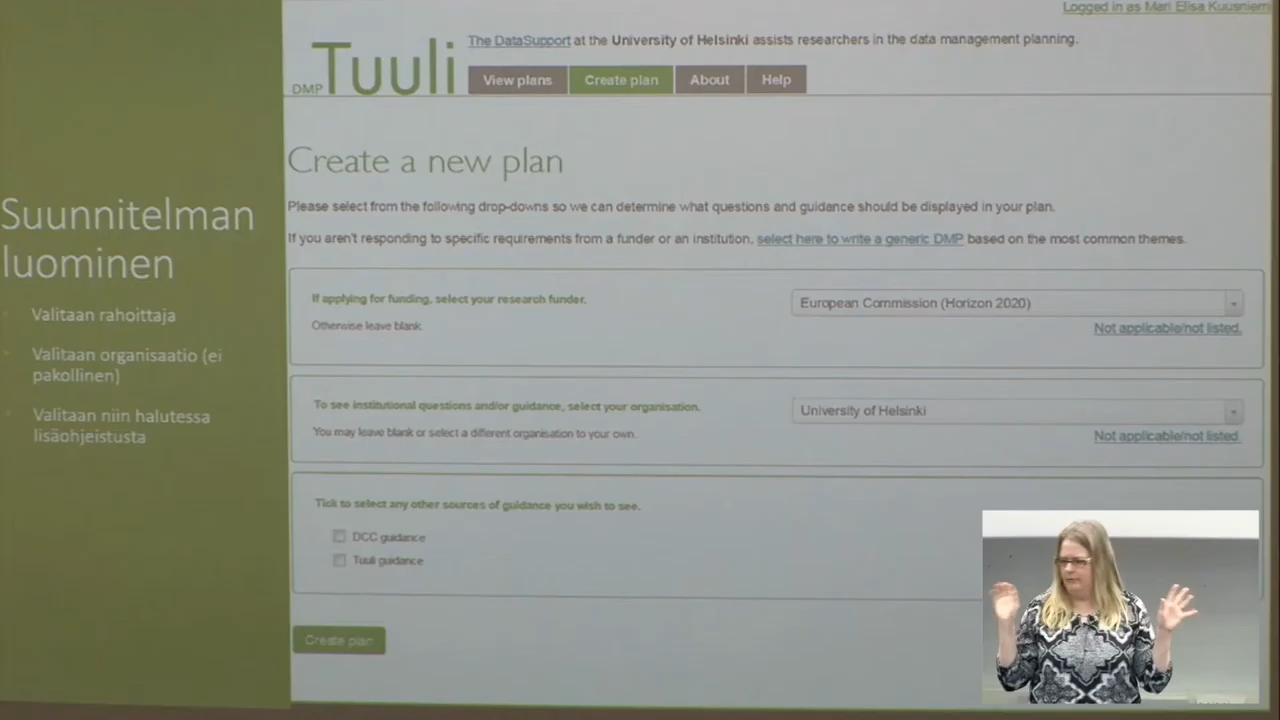 Logged in as Mari Elisa Kuusniemi
The DataSupport at the University of Helsinki assists researchers in the data management planning.
DMP Tuuli
View plans
Create plan
About
Help
Create a new plan
Please select from the following drop-downs so we can determine what questions and guidance should be displayed in your plan.
If you aren't responding to specific requirements from a funder or an institution, select here to write a generic DMP based on the most common themes.
Suunnitelman
luominen
Valitaan rahoittaja
Valitaan organisaatio (ei
pakollinen)
Valitaan niin halutessa
lisäohjeistusta
If applying for funding, select your research funder.
Otherwise leave blank.
European Commission (Horizon 2020)
Not applicable/not listed.
To see institutional questions and/or guidance, select your organisation.
You may leave blank or select a different organisation to your own.
University of Helsinki
Not applicable/not listed.
Tick to select any other sources of guidance you wish to see.
DCC guidance
Tuuli guidance
Create plan